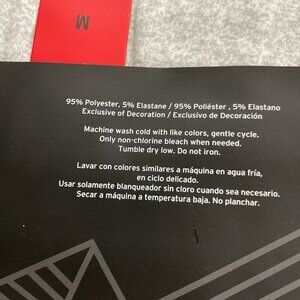 M
95% Polyester, 5% Elastane / 95% Poliéster , 5% Elastano
Exclusive of Decoration / Exclusivo de Decoración
Machine wash cold with like colors, gentle cycle.
Only non-chlorine bleach when needed.
Tumble dry low. Do not iron.
Lavar con colores similares a máquina en agua fría,
en ciclo delicado.
Usar solamente blanqueador sin cloro cuando sea necesario.
Secar a máquina a temperatura baja. No planchar.